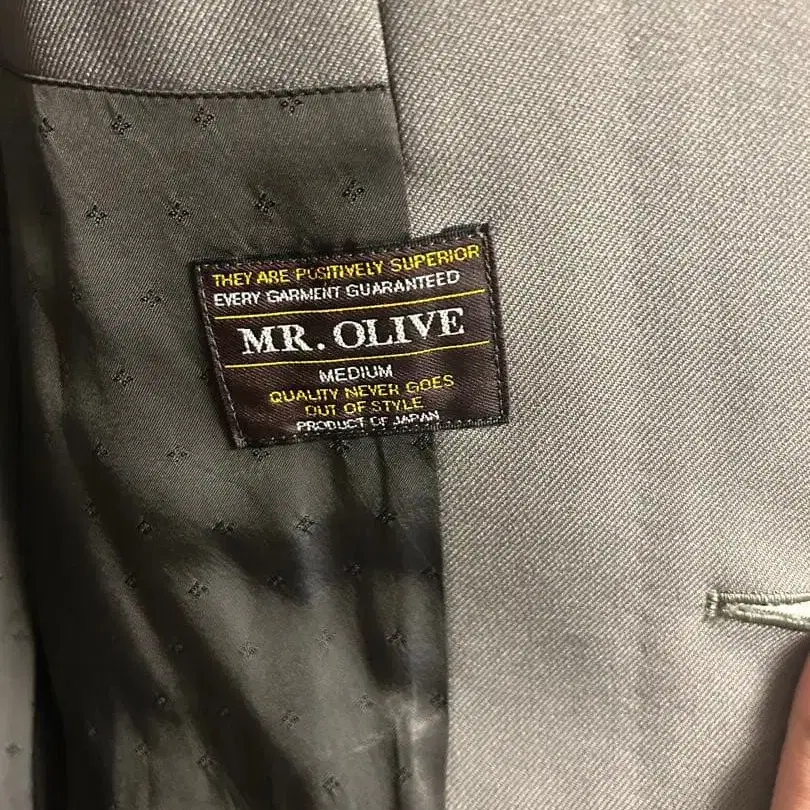 THEY ARE POSITIVELY SUPERIOR
EVERY GARMENT GUARANTEED
MR. OLIVE
MEDIUM
QUALITY NEVER GOES
OUT OF STYLE
PRODUCT OF JAPAN